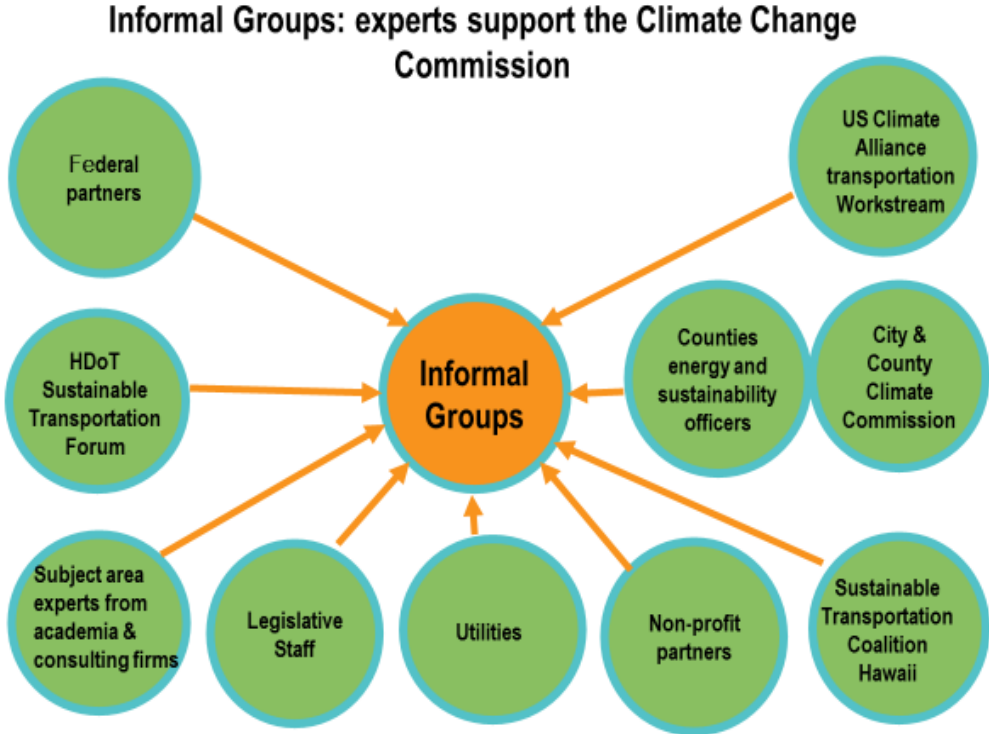 Informal Groups: experts support the Climate Change
Commission
Federal
partners
US Climate
Alliance
transportation
Workstream
HDoT
Sustainable
Transportation
Forum
Informal
Groups
Counties
energy and
sustainability
officers
City &
County
Climate
Commission
Subject area
experts from
academia &
consulting firms
Legislative
Staff
Utilities
Non-profit
partners
Sustainable
Transportation
Coalition
Hawaii